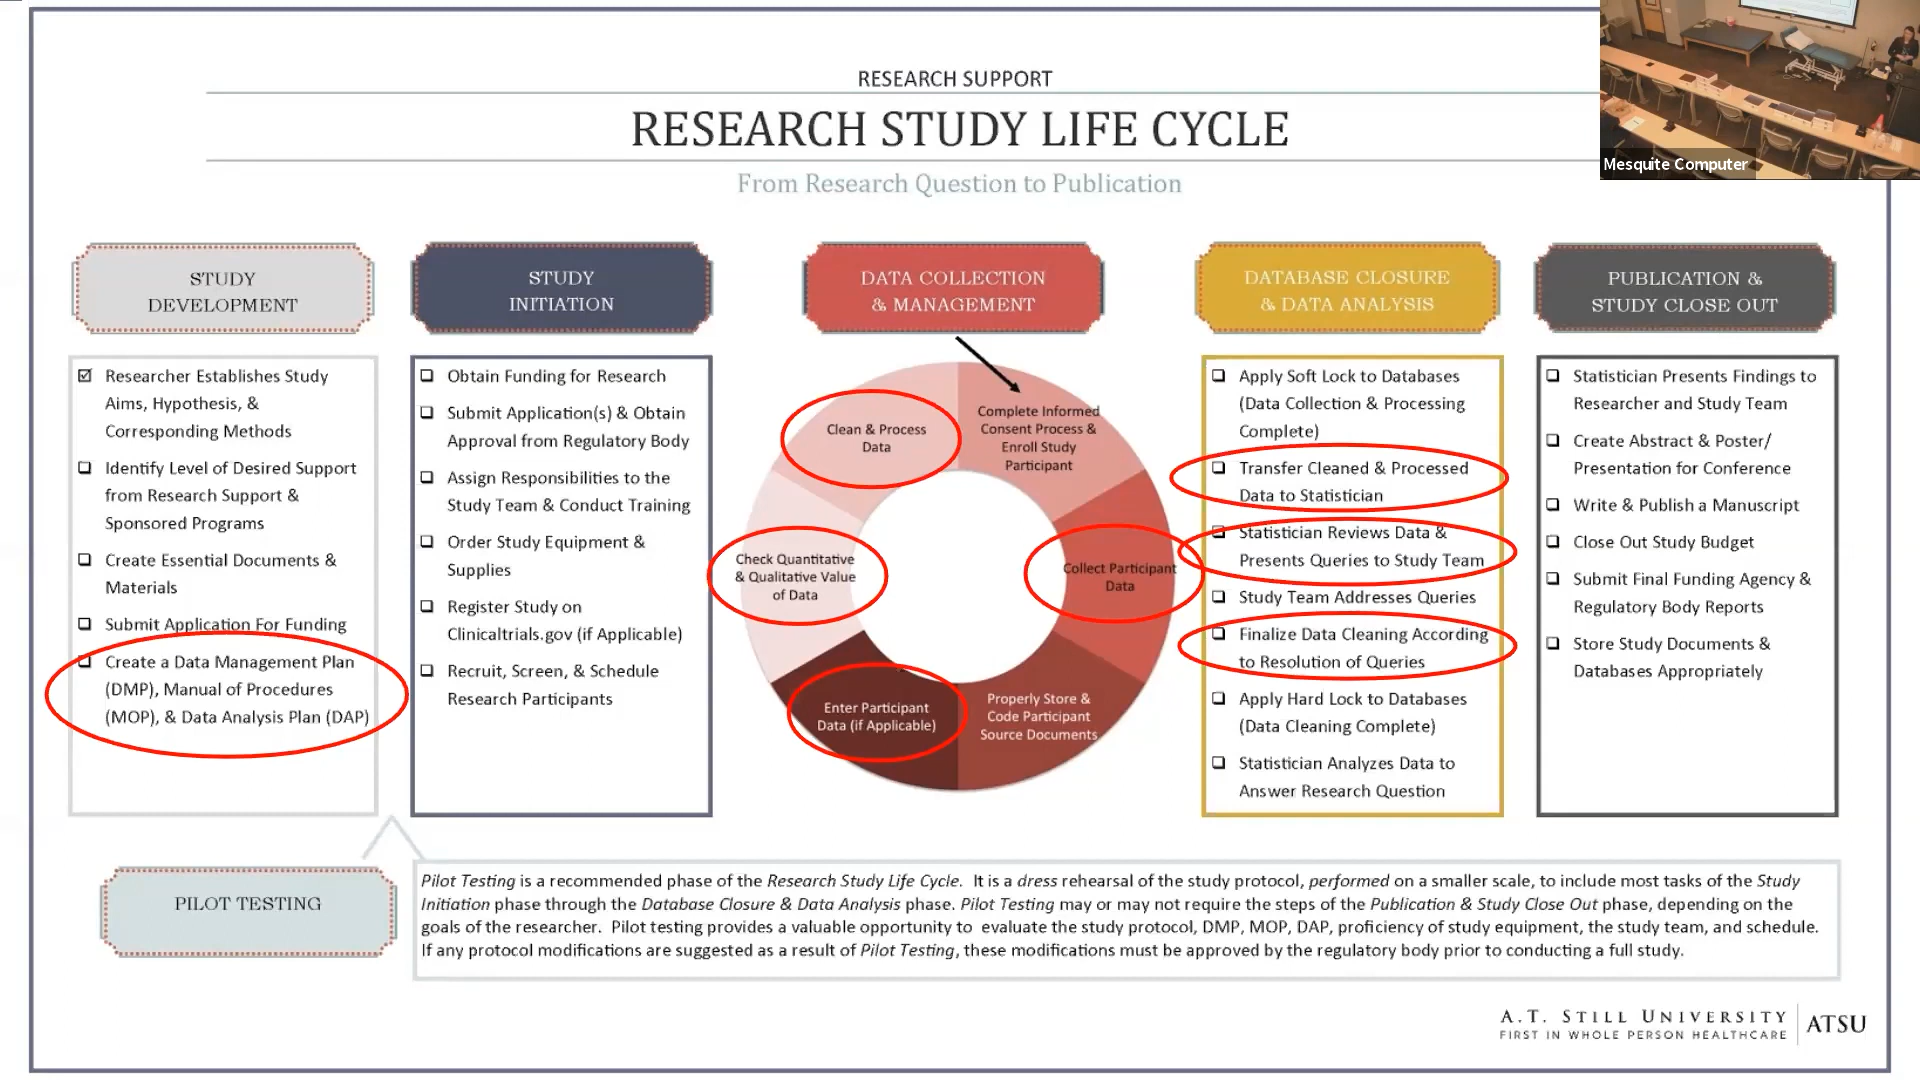 RESEARCH SUPPORT
RESEARCH STUDY LIFE CYCLE
From Research Question to Publication
Mesquite Computer
STUDY
DEVELOPMENT
Researcher Establishes Study
Aims, Hypothesis, &
Corresponding Methods
Identify Level of Desired Support
from Research Support &
Sponsored Programs
Create Essential Documents &
Materials
Submit Application For Funding
Create a Data Management Plan
(DMP), Manual of Procedures
(MOP), & Data Analysis Plan (DAP)
STUDY
INITIATION
Obtain Funding for Research
Submit Application(s) & Obtain
Approval from Regulatory Body
Assign Responsibilities to the
Study Team & Conduct Training
Order Study Equipment &
Supplies
Register Study on
Clinicaltrials.gov (if Applicable)
Recruit, Screen, & Schedule
Research Participants
DATA COLLECTION
& MANAGEMENT
Complete Informed
Consent Process &
Enroll Study
Participant
Collect Participant
Data
Properly Store &
Code Participant
Source Documents
Enter Participant
Data (if Applicable)
Check Quantitative
& Qualitative Value
of Data
Clean & Process
Data
DATABASE CLOSURE
& DATA ANALYSIS
Apply Soft Lock to Databases
(Data Collection & Processing
Complete)
Transfer Cleaned & Processed
Data to Statistician
Statistician Reviews Data &
Presents Queries to Study Team
Study Team Addresses Queries
Finalize Data Cleaning According
to Resolution of Queries
Apply Hard Lock to Databases
(Data Cleaning Complete)
Statistician Analyzes Data to
Answer Research Question
PUBLICATION &
STUDY CLOSE OUT
Statistician Presents Findings to
Researcher and Study Team
Create Abstract & Poster/
Presentation for Conference
Write & Publish a Manuscript
Close Out Study Budget
Submit Final Funding Agency &
Regulatory Body Reports
Store Study Documents &
Databases Appropriately
PILOT TESTING
Pilot Testing is a recommended phase of the Research Study Life Cycle. It is a dress rehearsal of the study protocol, performed on a smaller scale, to include most tasks of the Study
Initiation phase through the Database Closure & Data Analysis phase. Pilot Testing may or may not require the steps of the Publication & Study Close Out phase, depending on the
goals of the researcher. Pilot testing provides a valuable opportunity to evaluate the study protocol, DMP, MOP, DAP, proficiency of study equipment, the study team, and schedule.
If any protocol modifications are suggested as a result of Pilot Testing, these modifications must be approved by the regulatory body prior to conducting a full study.
A.T. STILL UNIVERSITY
FIRST IN WHOLE PERSON HEALTHCARE
ATSU